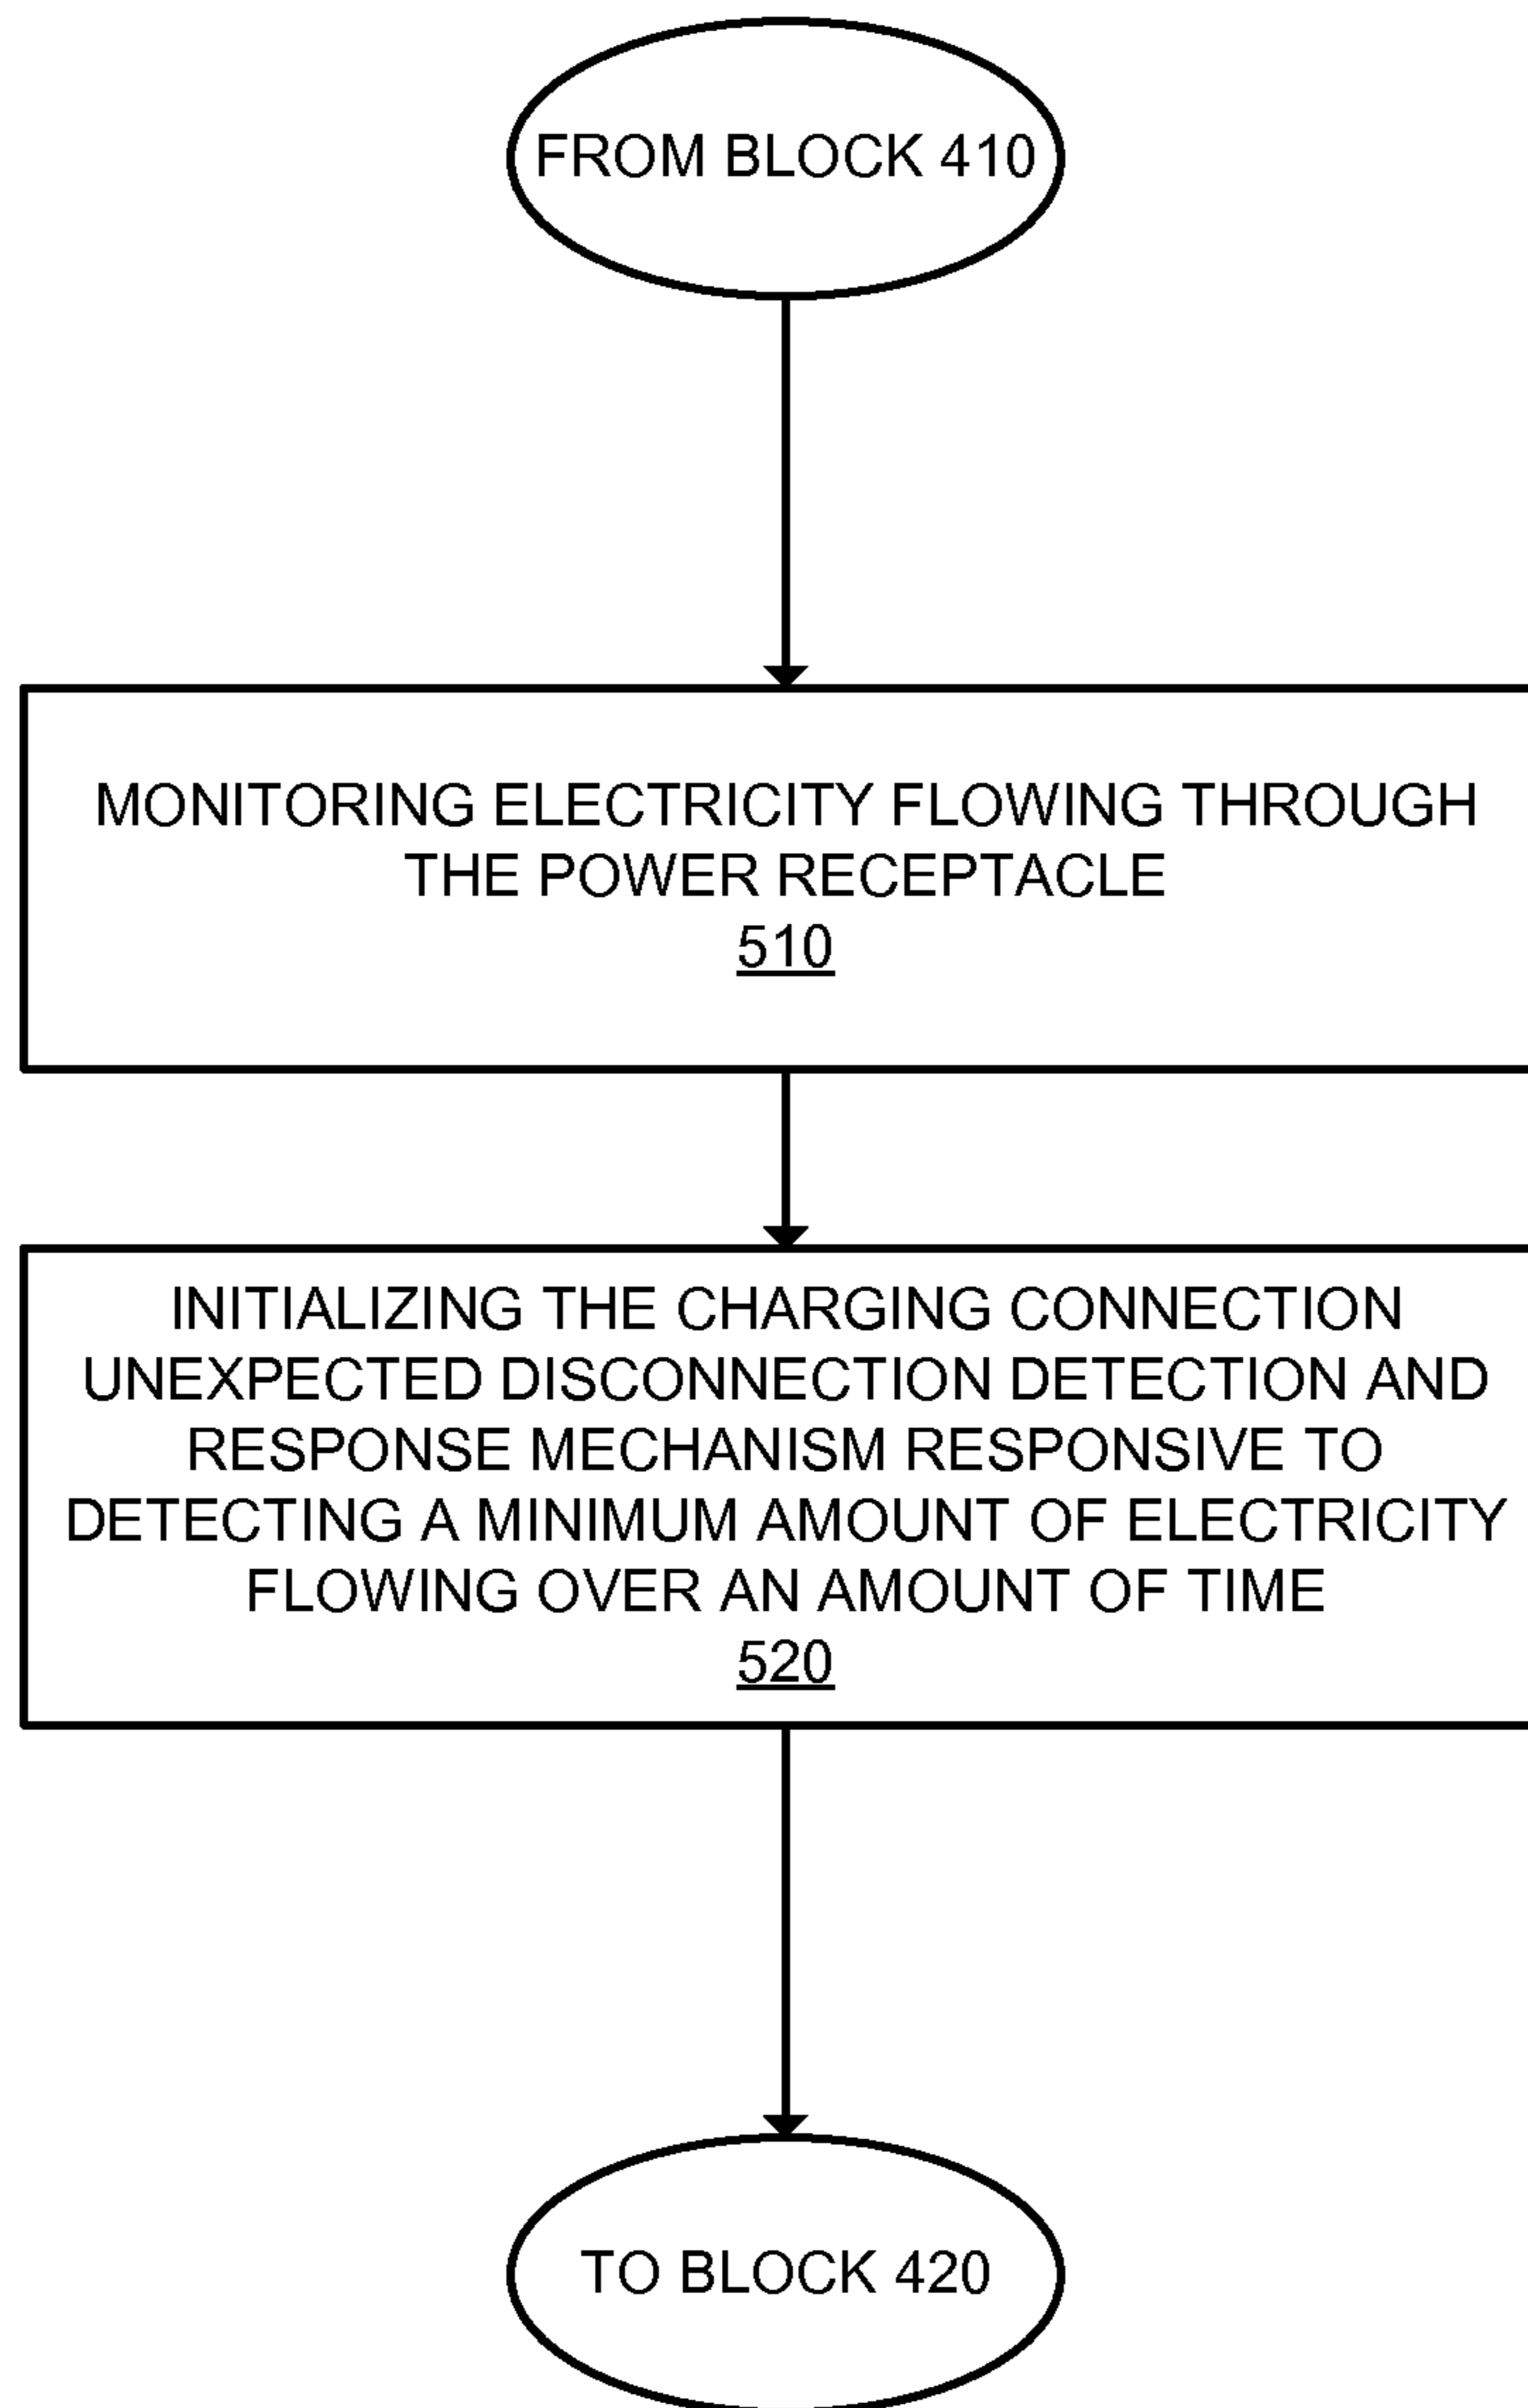 FROM BLOCK 410
MONITORING ELECTRICITY FLOWING THROUGH
THE POWER RECEPTACLE
510
INITIALIZING THE CHARGING CONNECTION
UNEXPECTED DISCONNECTION DETECTION AND
RESPONSE MECHANISM RESPONSIVE TO
DETECTING A MINIMUM AMOUNT OF ELECTRICITY
FLOWING OVER AN AMOUNT OF TIME
520
TO BLOCK 420